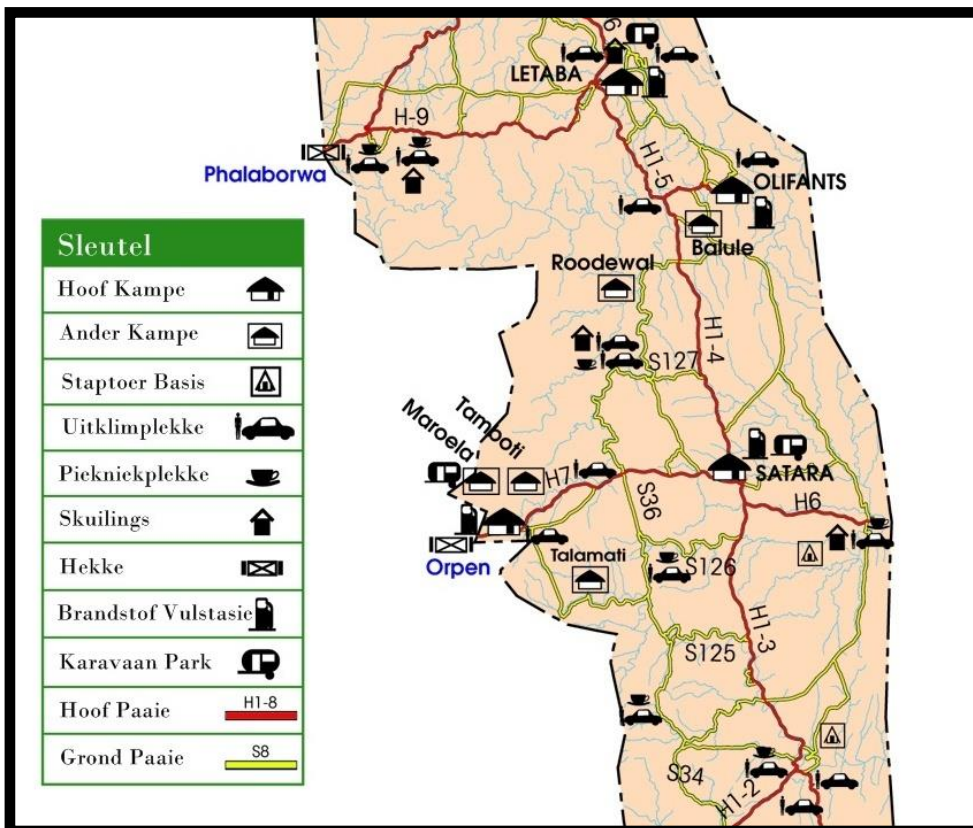 6
LETABA
H-9
Phalaborwa
H1-5
OLIFANTS
Balule
Roodewal
H1-4
S127
Maroela
Tamboti
H7
SATARA
S36
H6
Orpen
Talamati
S126
H1-3
S125
S34
H1-2
Sleutel
Hoof Kampe
Ander Kampe
Staptoer Basis
Uitklimplekke
Piekniekplekke
Skuilings
Hekke
Brandstof Vulstasie
Karavaan Park
Hoof Paaie H1-8
Grond Paaie S8